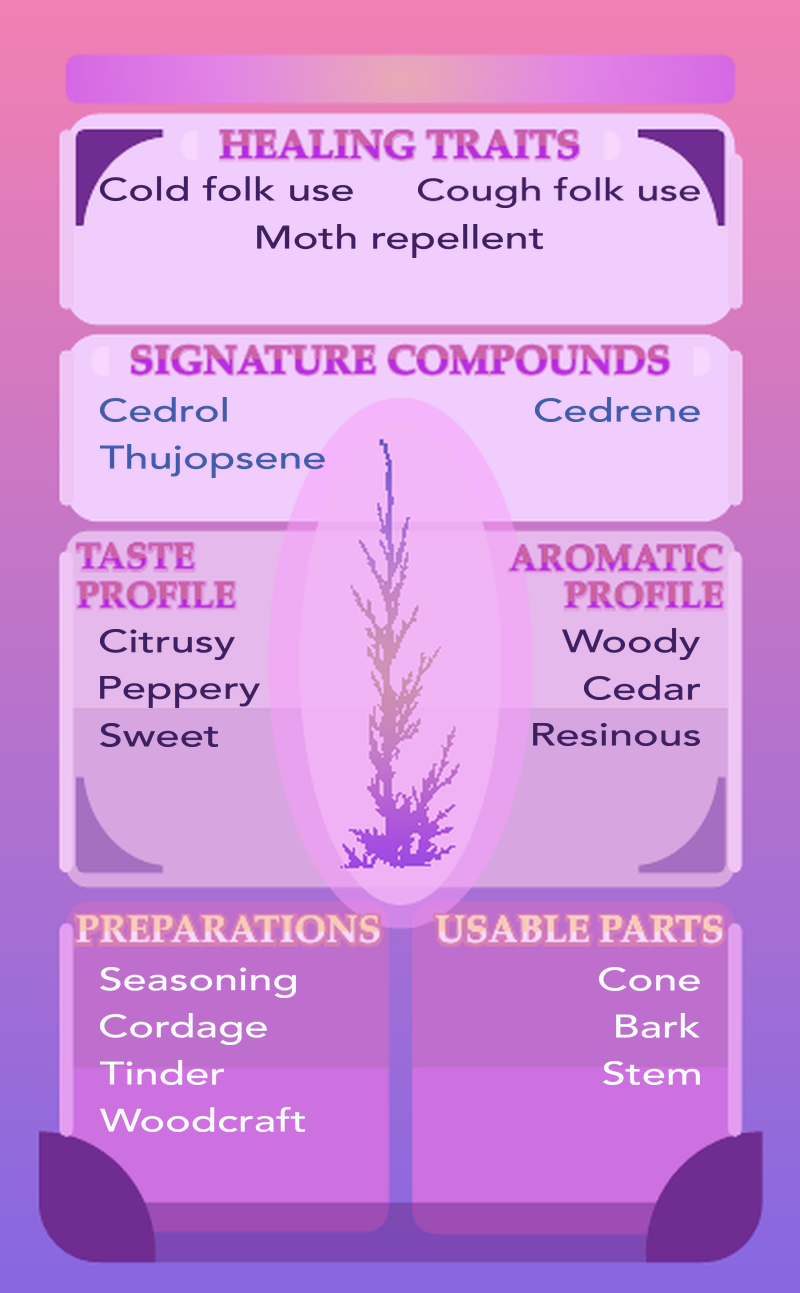 HEALING TRAITS
Cold folk use Cough folk use
Moth repellent
SIGNATURE COMPOUNDS
Cedrol Cedrene
Thujopsene
TASTE
PROFILE
Citrusy
Peppery
Sweet
AROMATIC
PROFILE
Woody
Cedar
Resinous
PREPARATIONS
Seasoning
Cordage
Tinder
Woodcraft
USABLE PARTS
Cone
Bark
Stem